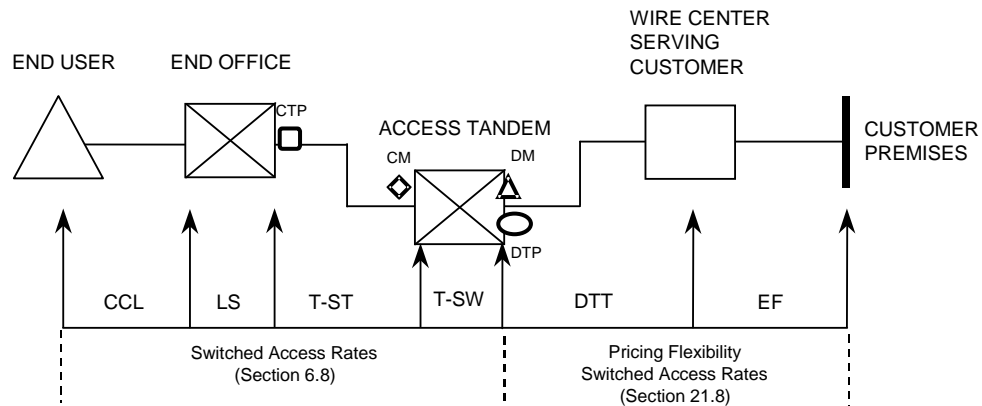 WIRE CENTER
SERVING
CUSTOMER
END USER
END OFFICE
CTP
ACCESS TANDEM
CUSTOMER
PREMISES
CM
DM
DTP
CCL
LS
T-ST
T-SW
DTT
EF
Switched Access Rates
(Section 6.8)
Pricing Flexibility
Switched Access Rates
(Section 21.8)